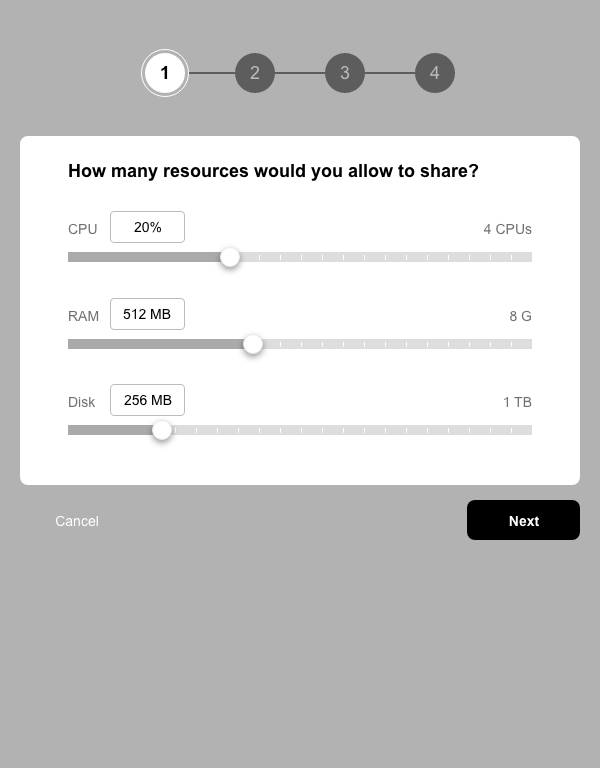 1 2 3 4
How many resources would you allow to share?
CPU 20% 4 CPUs
RAM 512 MB 8 G
Disk 256 MB 1 TB
Cancel Next